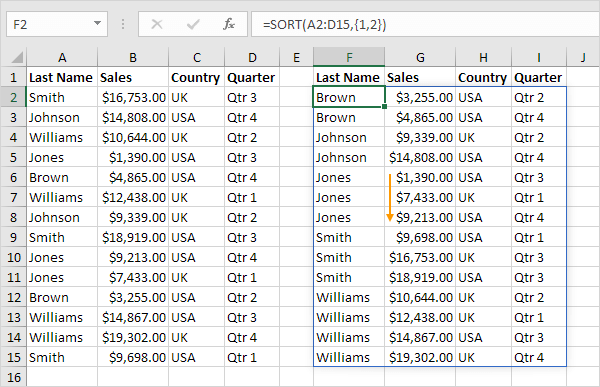 F2 =SORT(A2:D15,{1,2})
A B C D E F G H I J
1 Last Name Sales Country Quarter Last Name Sales Country Quarter
2 Smith $16,753.00 UK Qtr 3 Brown $3,255.00 USA Qtr 2
3 Johnson $14,808.00 USA Qtr 4 Brown $4,865.00 USA Qtr 4
4 Williams $10,644.00 UK Qtr 2 Johnson $9,339.00 UK Qtr 2
5 Jones $1,390.00 USA Qtr 3 Johnson $14,808.00 USA Qtr 4
6 Brown $4,865.00 USA Qtr 4 Jones $1,390.00 USA Qtr 3
7 Williams $12,438.00 UK Qtr 1 Jones $7,433.00 UK Qtr 1
8 Johnson $9,339.00 UK Qtr 2 Jones $9,213.00 USA Qtr 4
9 Smith $18,919.00 USA Qtr 3 Smith $9,698.00 USA Qtr 1
10 Jones $9,213.00 USA Qtr 4 Smith $16,753.00 UK Qtr 3
11 Jones $7,433.00 UK Qtr 1 Smith $18,919.00 USA Qtr 3
12 Brown $3,255.00 USA Qtr 2 Williams $10,644.00 UK Qtr 2
13 Williams $14,867.00 USA Qtr 3 Williams $12,438.00 UK Qtr 1
14 Williams $19,302.00 UK Qtr 4 Williams $14,867.00 USA Qtr 3
15 Smith $9,698.00 USA Qtr 1 Williams $19,302.00 UK Qtr 4
16